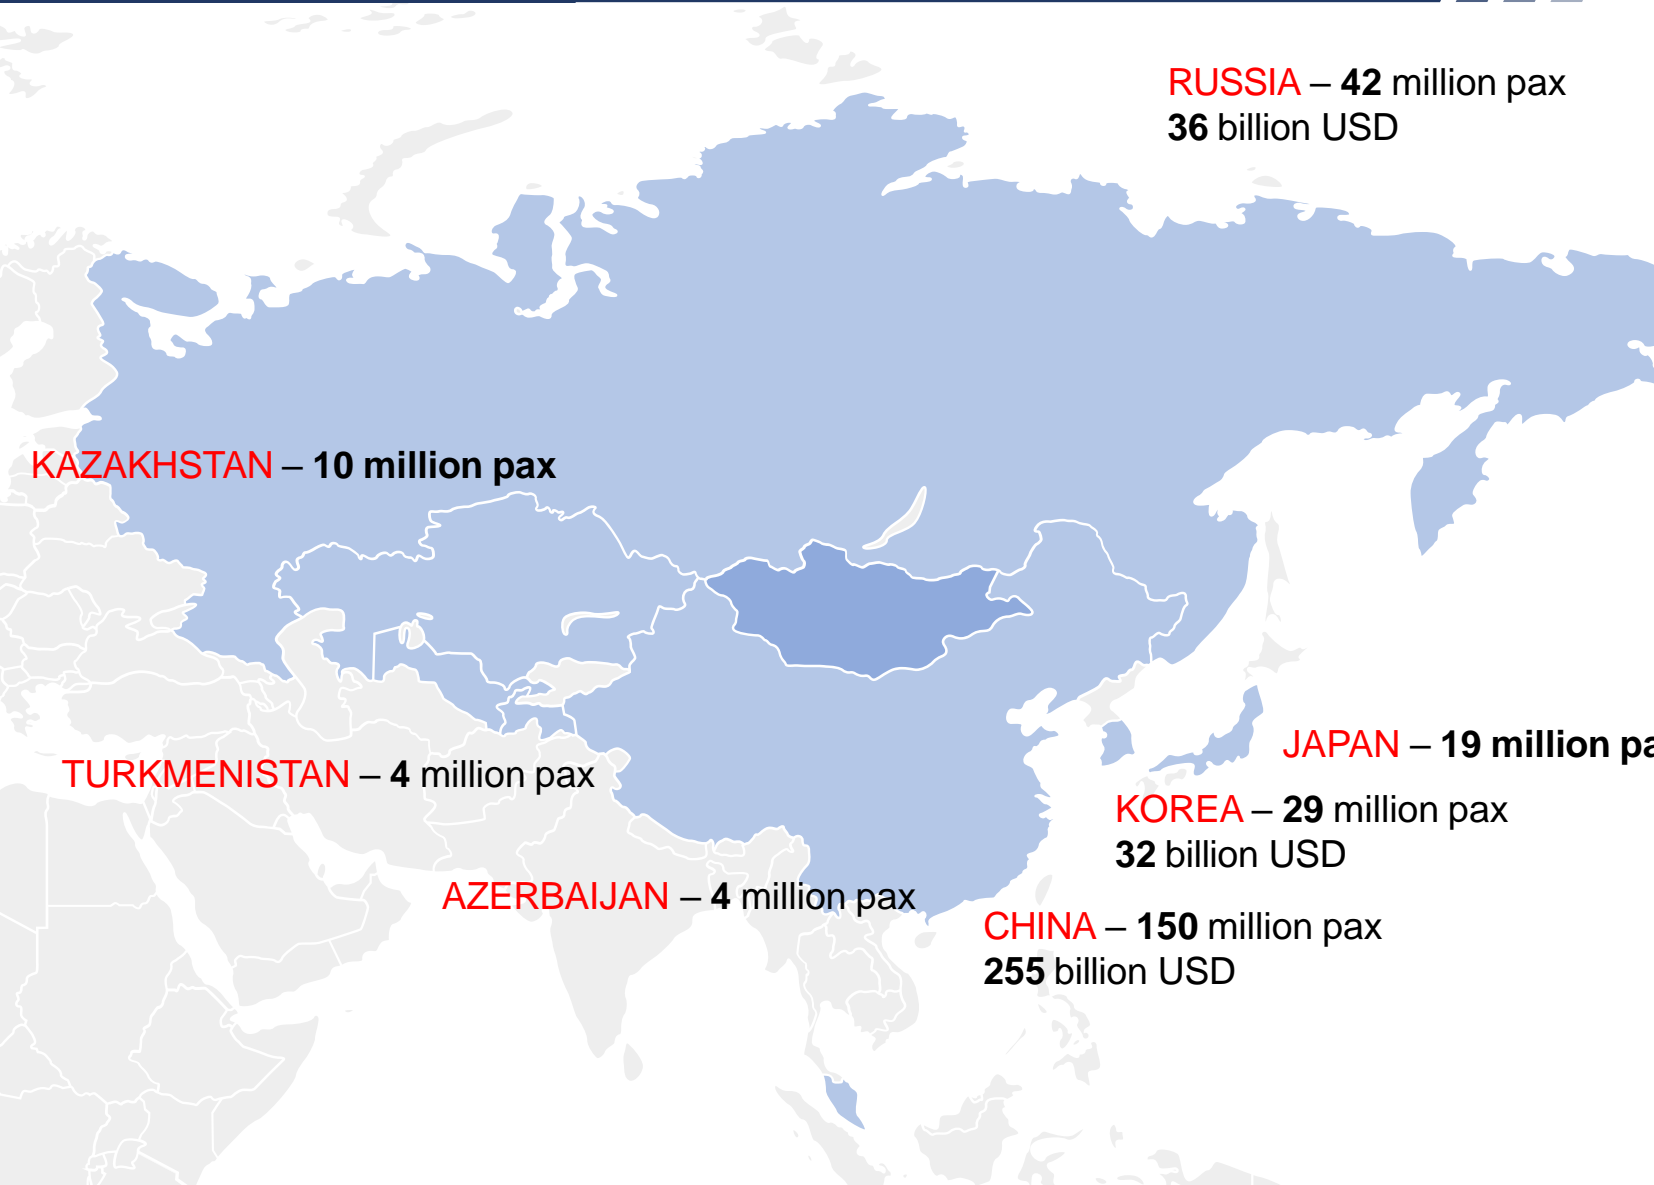 RUSSIA – 42 million pax
36 billion USD
KAZAKHSTAN – 10 million pax
JAPAN – 19 million pa
TURKMENISTAN – 4 million pax
KOREA – 29 million pax
32 billion USD
AZERBAIJAN – 4 million pax
CHINA – 150 million pax
255 billion USD